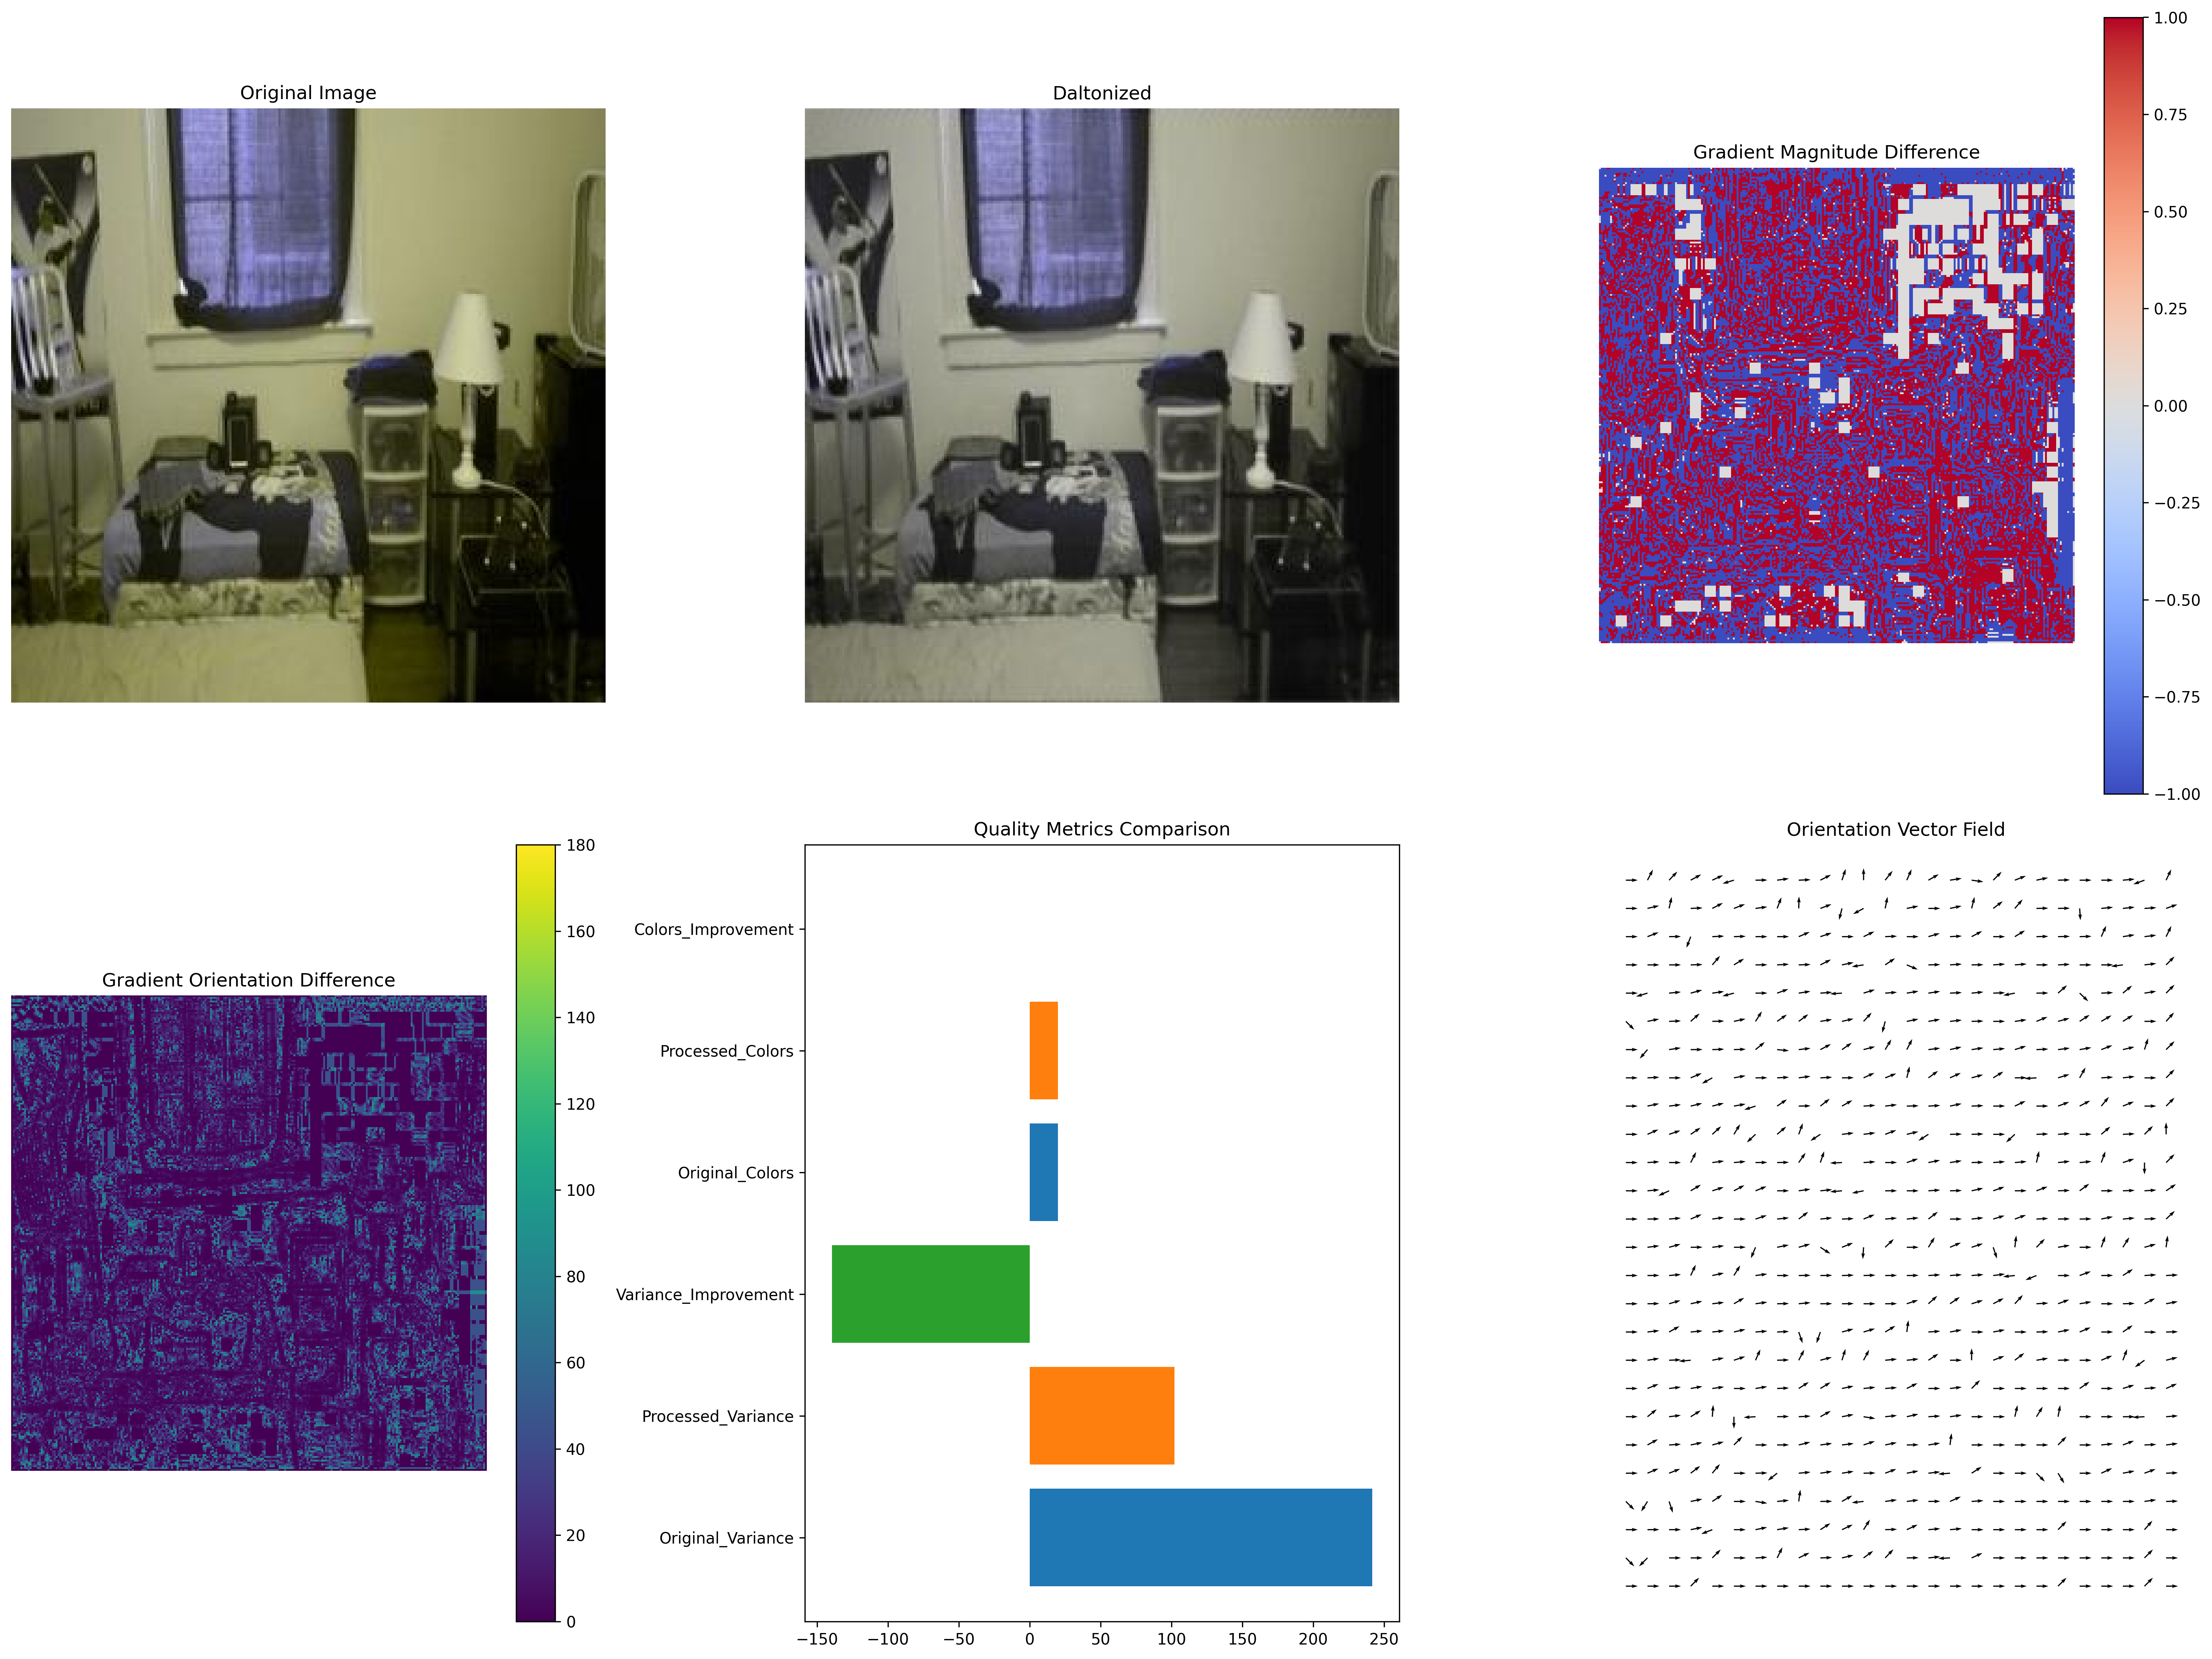 Original Image
Daltonized
Gradient Magnitude Difference
1.00
0.75
0.50
0.25
0.00
−0.25
−0.50
−0.75
−1.00
Gradient Orientation Difference
180
160
140
120
100
80
60
40
20
0
Quality Metrics Comparison
Colors_Improvement
Processed_Colors
Original_Colors
Variance_Improvement
Processed_Variance
Original_Variance
−150 −100 −50 0 50 100 150 200 250
Orientation Vector Field